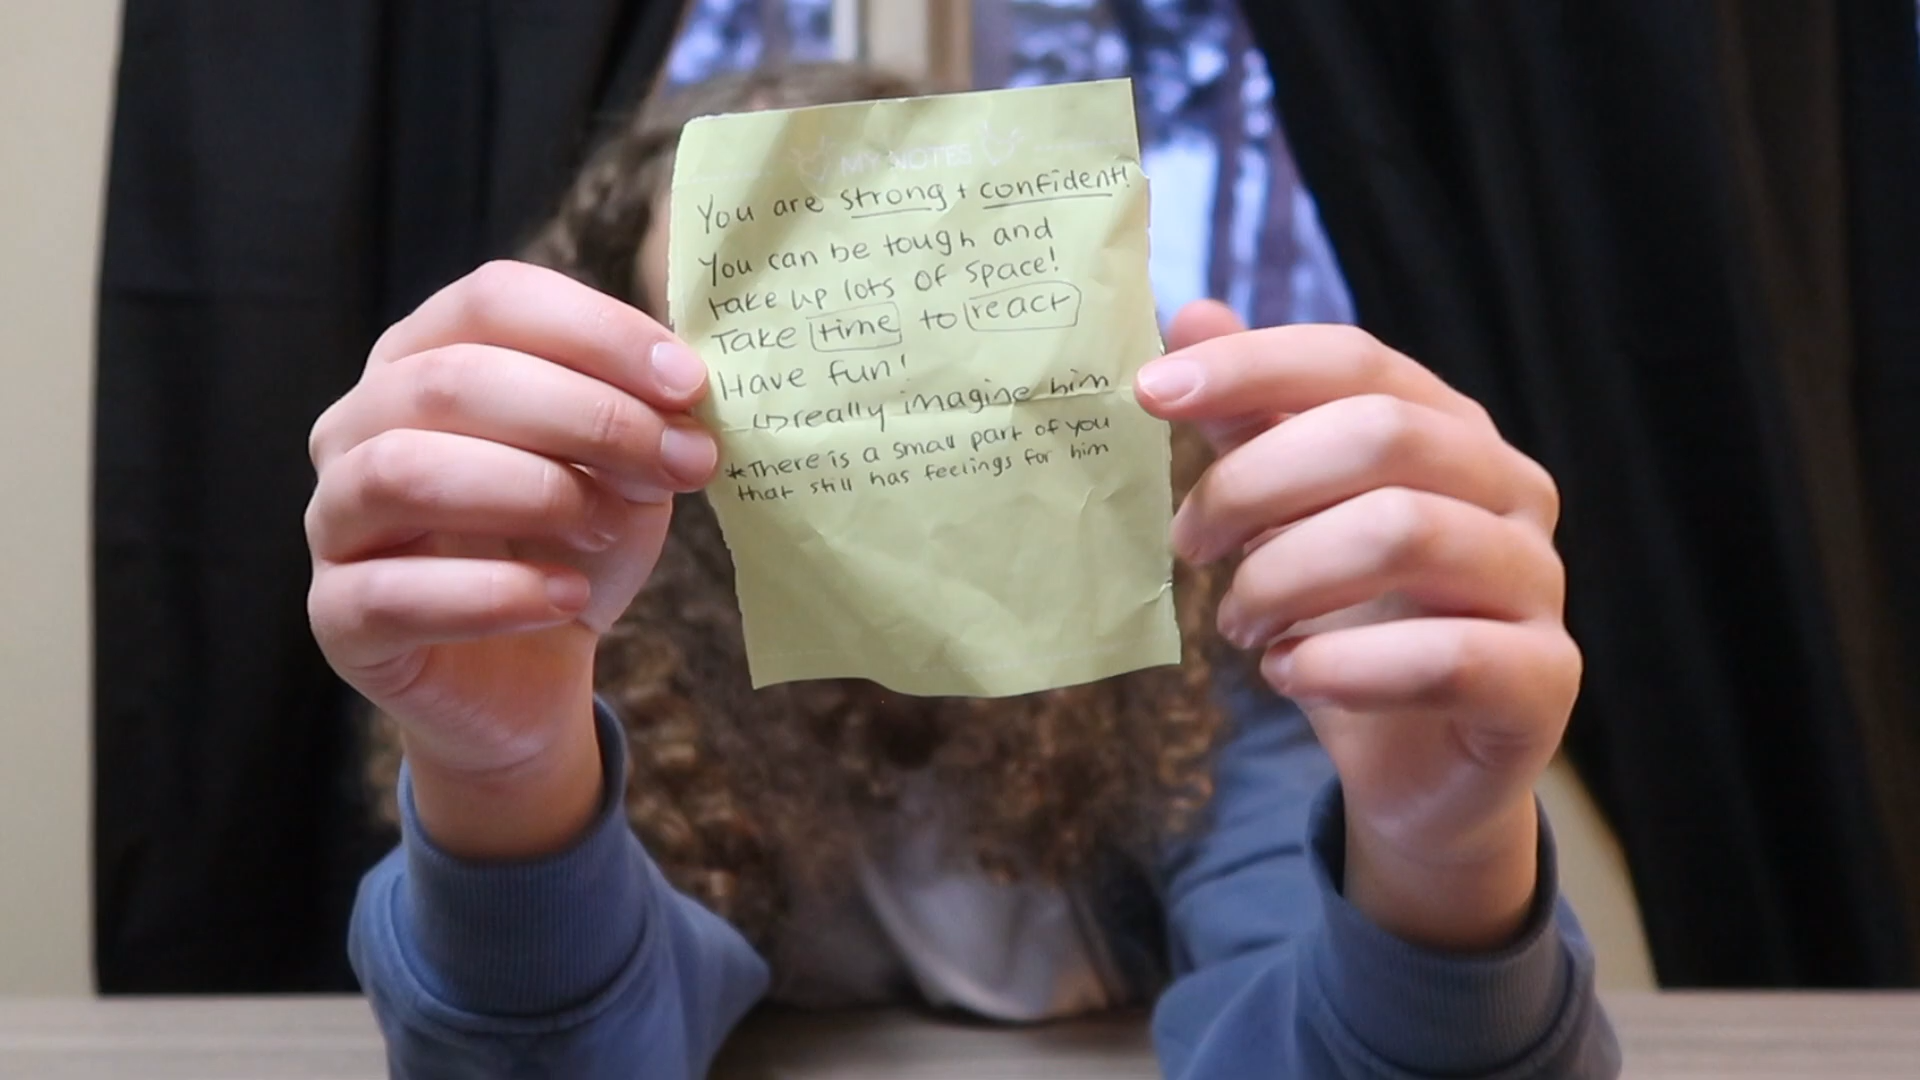 MY NOTES
You are strong + confident!
You can be tough and
take up lots of space!
Take time to react
Have fun!
↳really imagine him
*There is a small part of you
that still has feelings for him